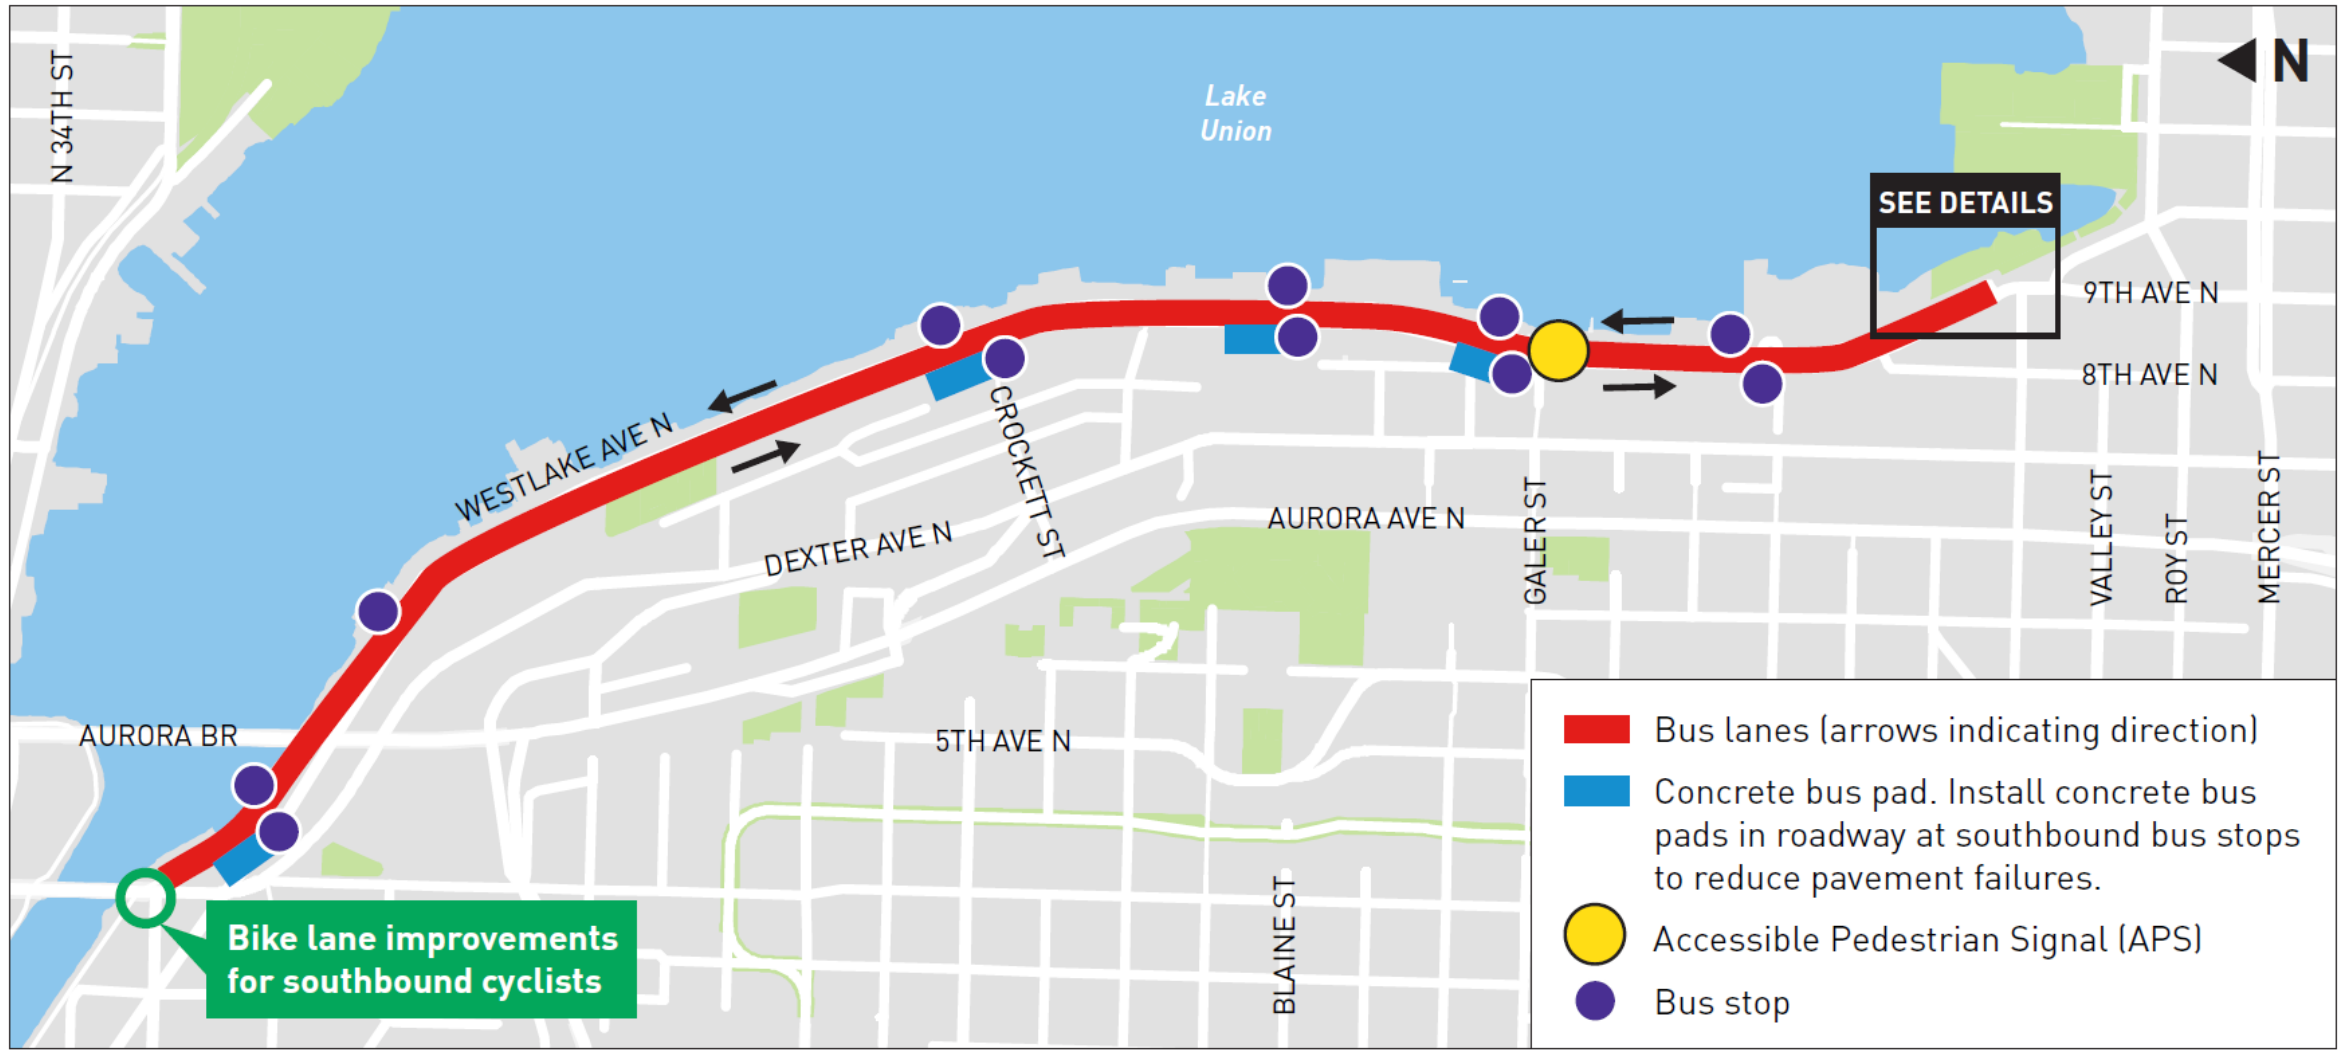 N 34TH ST
Lake
Union
N
SEE DETAILS
9TH AVE N
8TH AVE N
WESTLAKE AVE N
CROCKETT ST
DEXTER AVE N
AURORA AVE N
GALER ST
VALLEY ST
ROY ST
MERCER ST
AURORA BR
5TH AVE N
BLAINE ST
Bike lane improvements
for southbound cyclists
Bus lanes (arrows indicating direction)
Concrete bus pad. Install concrete bus
pads in roadway at southbound bus stops
to reduce pavement failures.
Accessible Pedestrian Signal (APS)
Bus stop